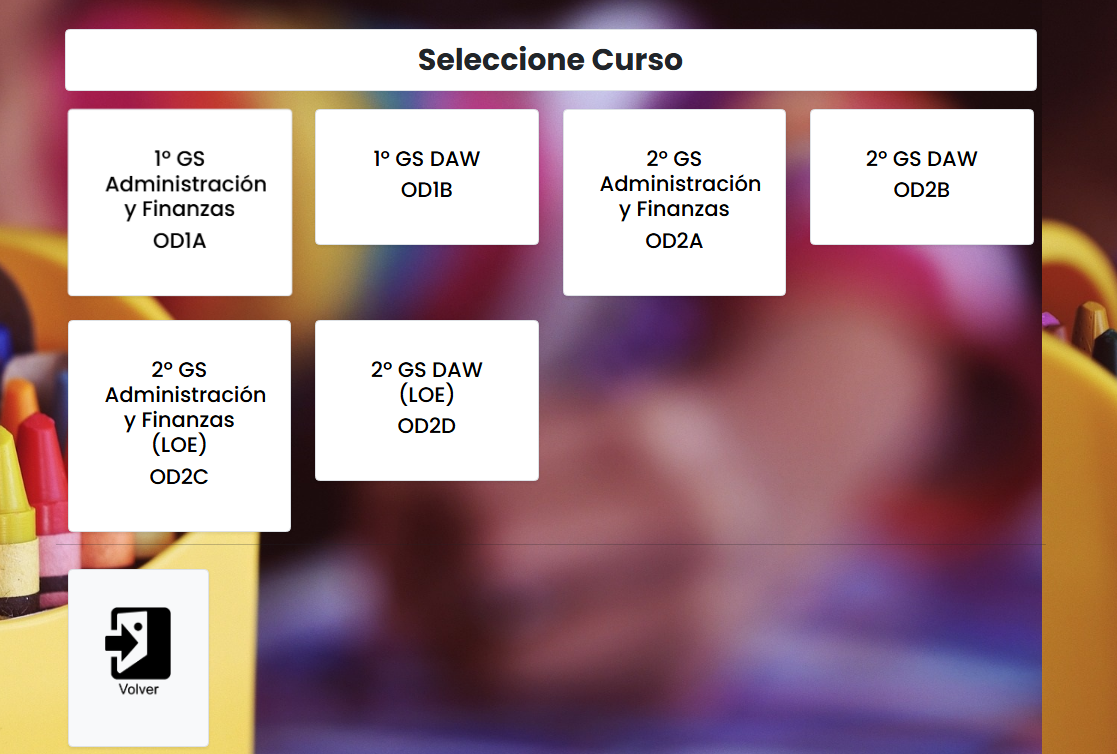 Seleccione Curso
1º GS
Administración
y Finanzas
OD1A
1º GS DAW
OD1B
2º GS
Administración
y Finanzas
OD2A
2º GS DAW
OD2B
2º GS
Administración
y Finanzas
(LOE)
OD2C
2º GS DAW
(LOE)
OD2D
Volver